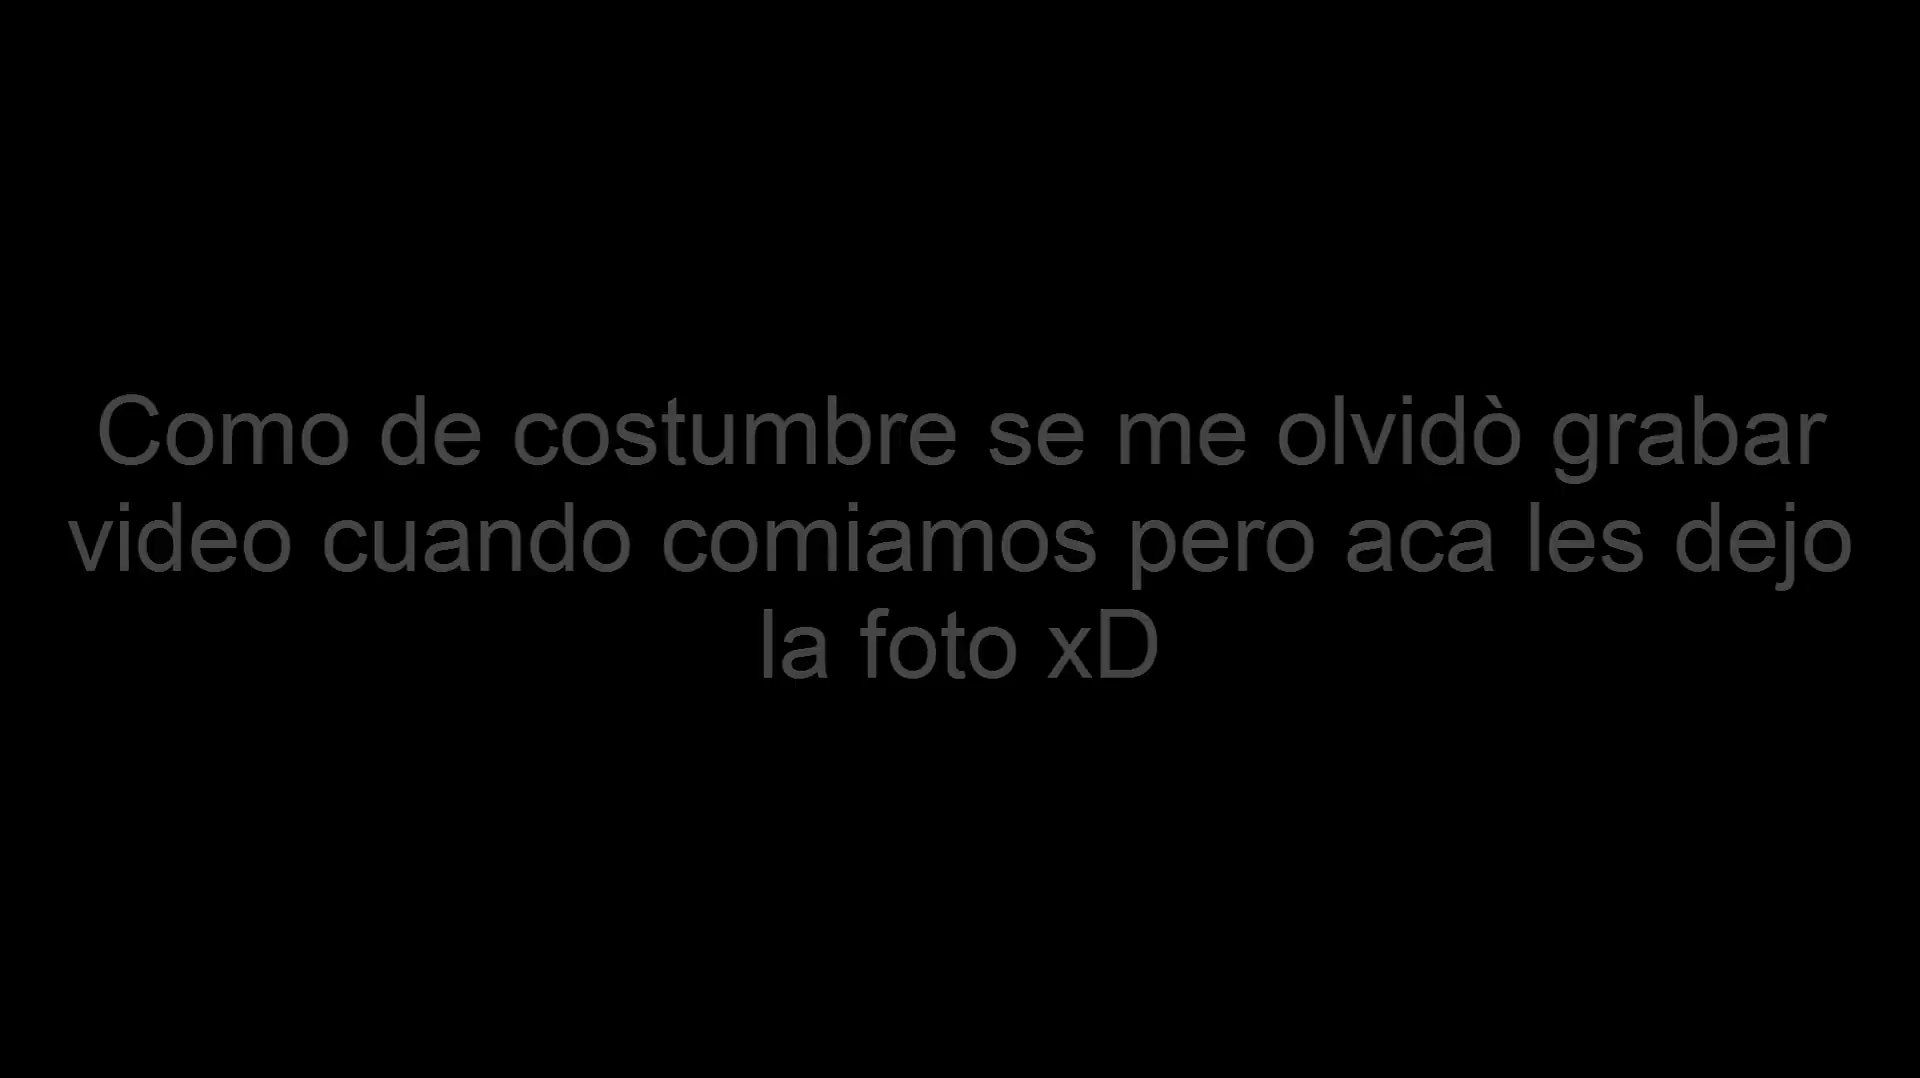 Como de costumbre se me olvidò grabar
video cuando comiamos pero aca les dejo
la foto xD